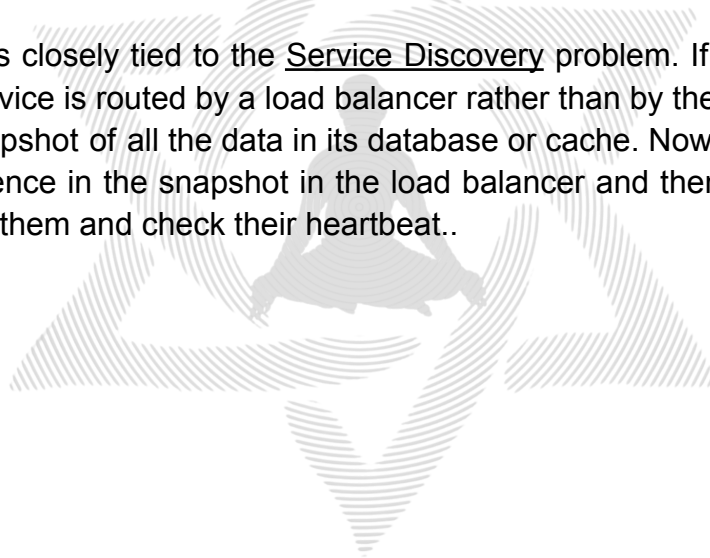 s closely tied to the Service Discovery problem. If
vice is routed by a load balancer rather than by the
pshot of all the data in its database or cache. Now
ence in the snapshot in the load balancer and ther
them and check their heartbeat..